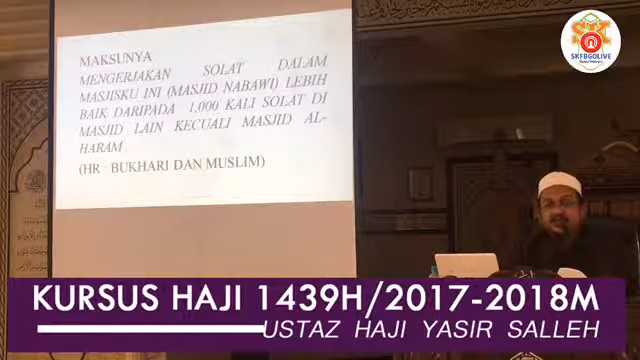 SKFBGOLIVE
MAKSUNYA
MENGERJAKAN SOLAT DALAM
MASJISKU INI (MASJID NABAWI) LEBIH
BAIK DARIPADA 1,000 KALI SOLAT DI
MASJID LAIN KECUALI MASJID AL-
HARAM
(HR : BUKHARI DAN MUSLIM)
KURSUS HAJI 1439H/2017-2018M
USTAZ HAJI YASIR SALLEH